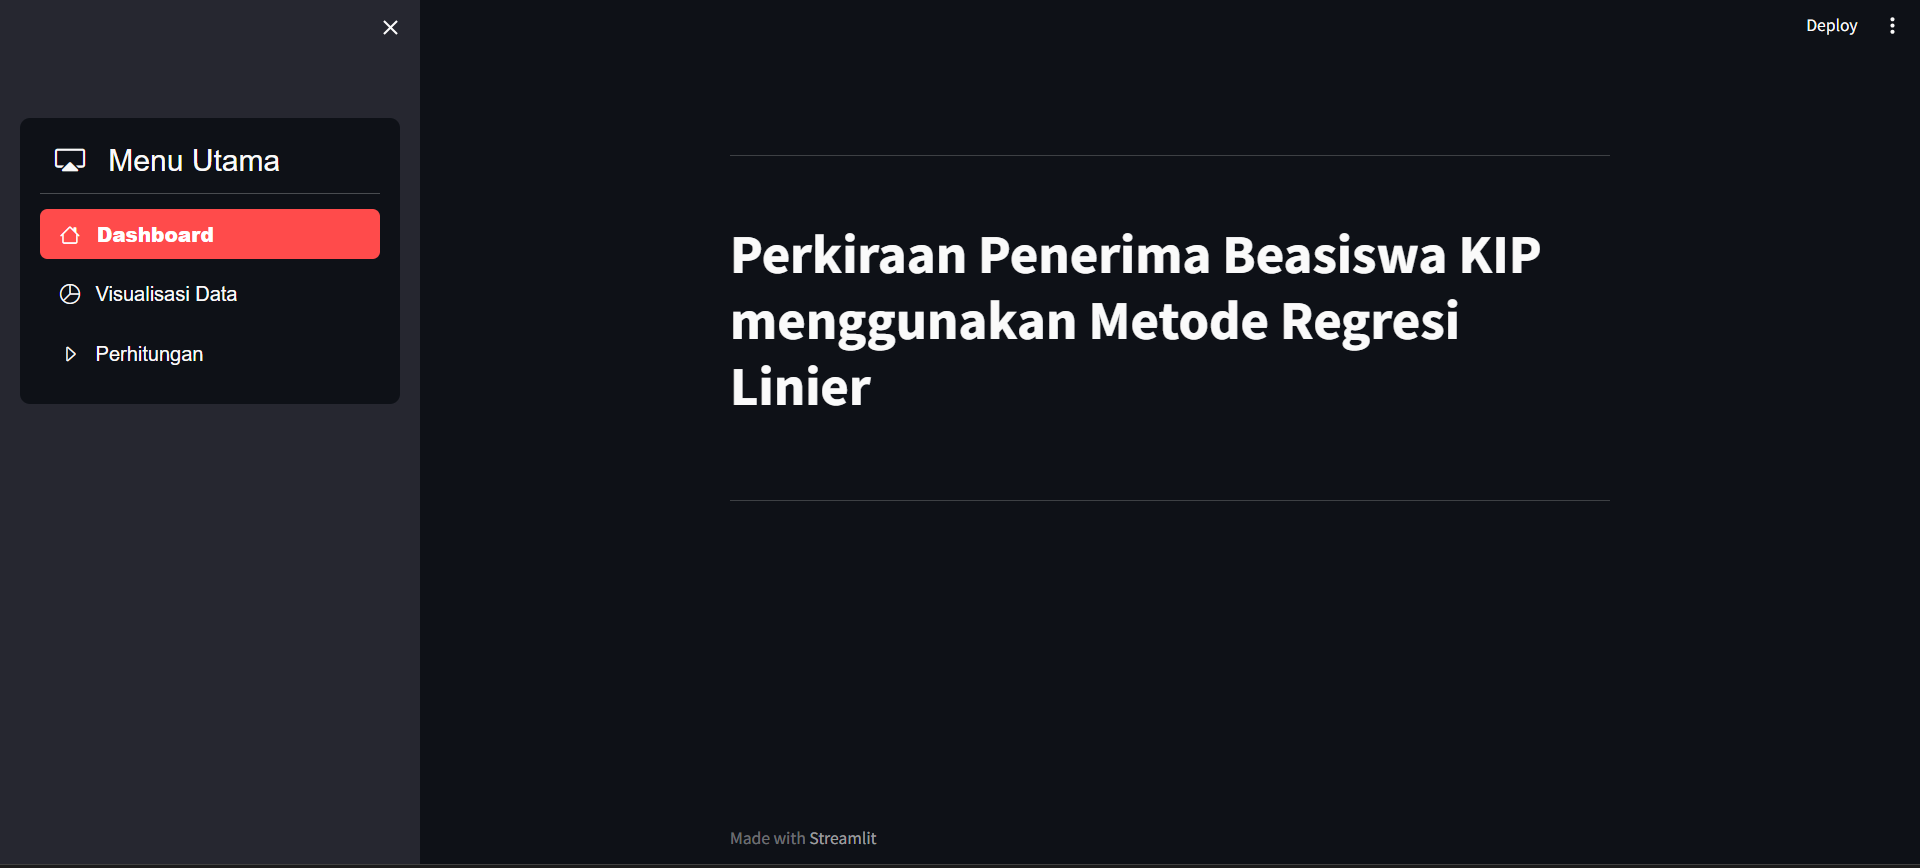 Deploy
Menu Utama
Dashboard
Visualisasi Data
Perhitungan
Perkiraan Penerima Beasiswa KIP
menggunakan Metode Regresi
Linier
Made with Streamlit